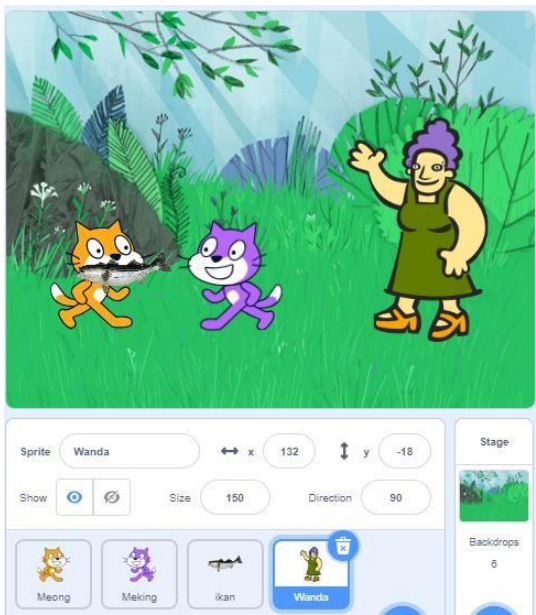 Sprite Wanda x 132 y -18
Stage
Show Size 150 Direction 90
Backdrops
6
Meong Meking ikan Wanda